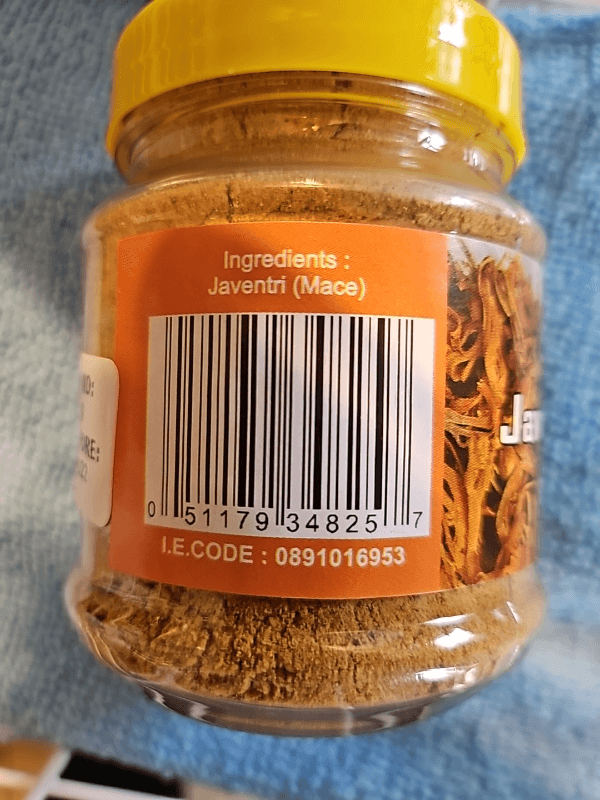 Ingredients :
Javentri (Mace)
0 51179 34825 7
I.E.CODE : 0891016953